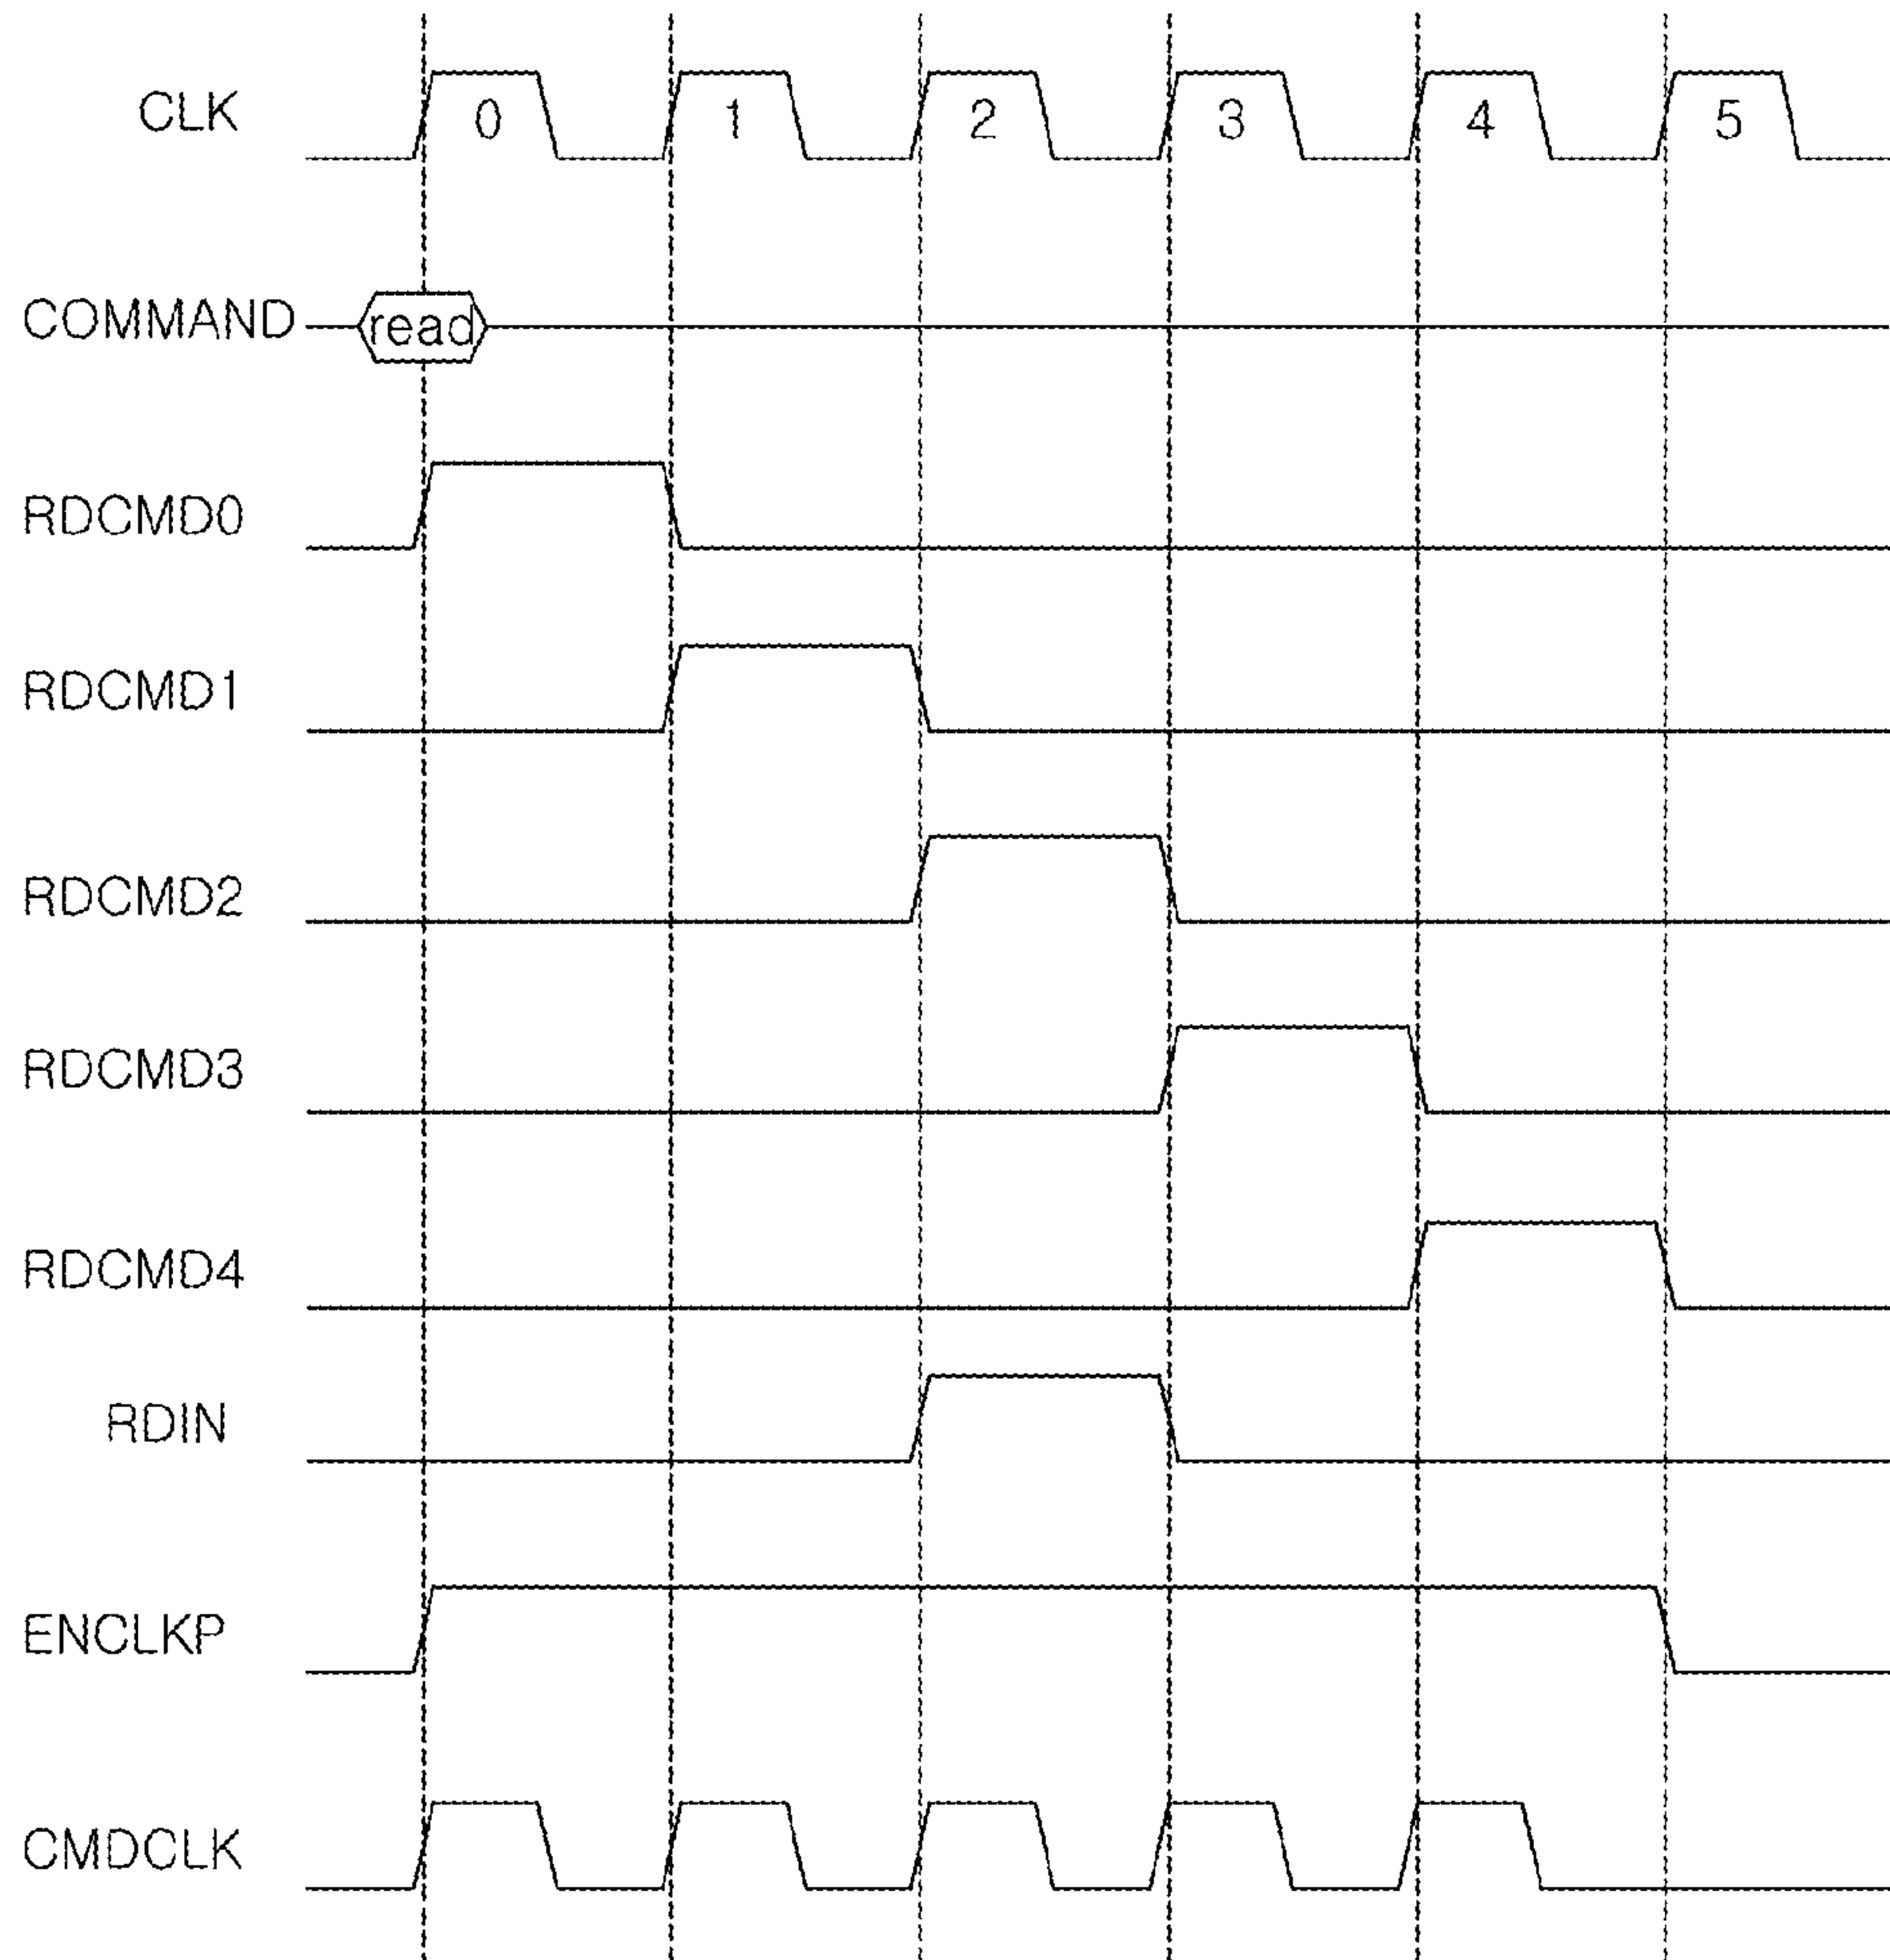 CLK 0 1 2 3 4 5
COMMAND read
RDCMD0
RDCMD1
RDCMD2
RDCMD3
RDCMD4
RDIN
ENCLKP
CMDCLK